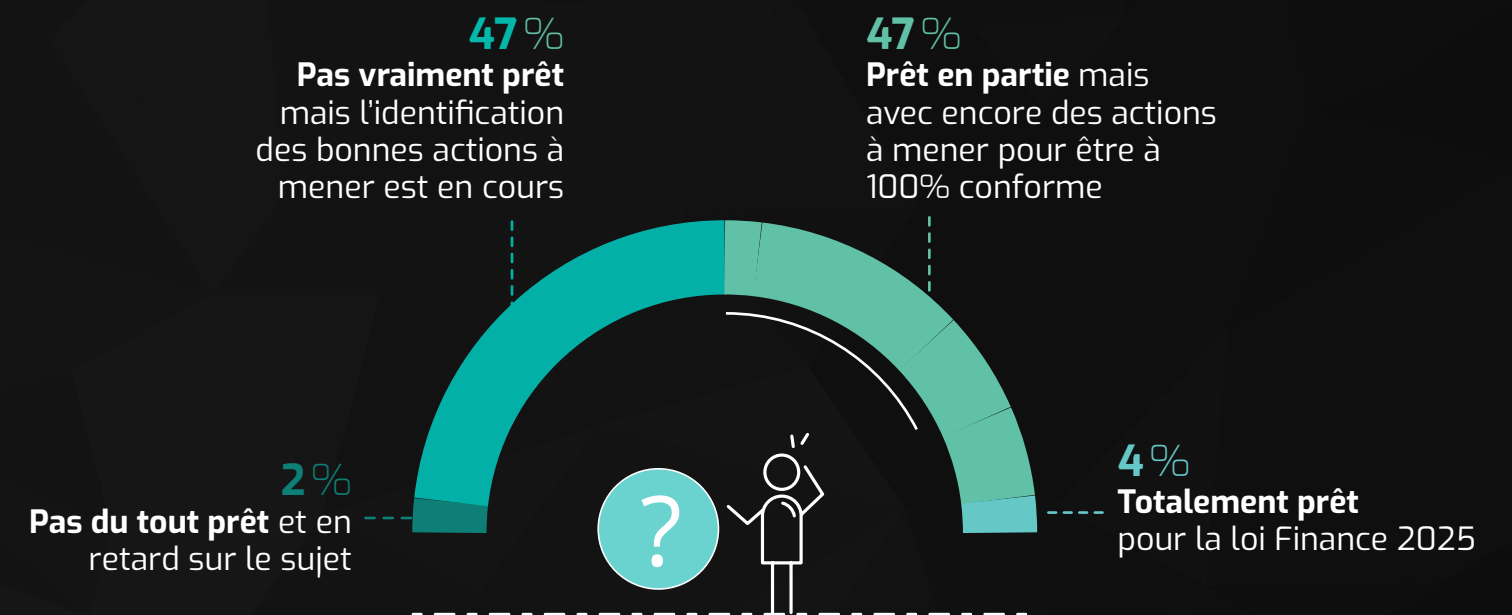 47 %
Pas vraiment prêt
mais l’identification
des bonnes actions à
mener est en cours
47 %
Prêt en partie mais
avec encore des actions
à mener pour être à
100% conforme
2 %
Pas du tout prêt et en
retard sur le sujet
?
4 %
Totalement prêt
pour la loi Finance 2025